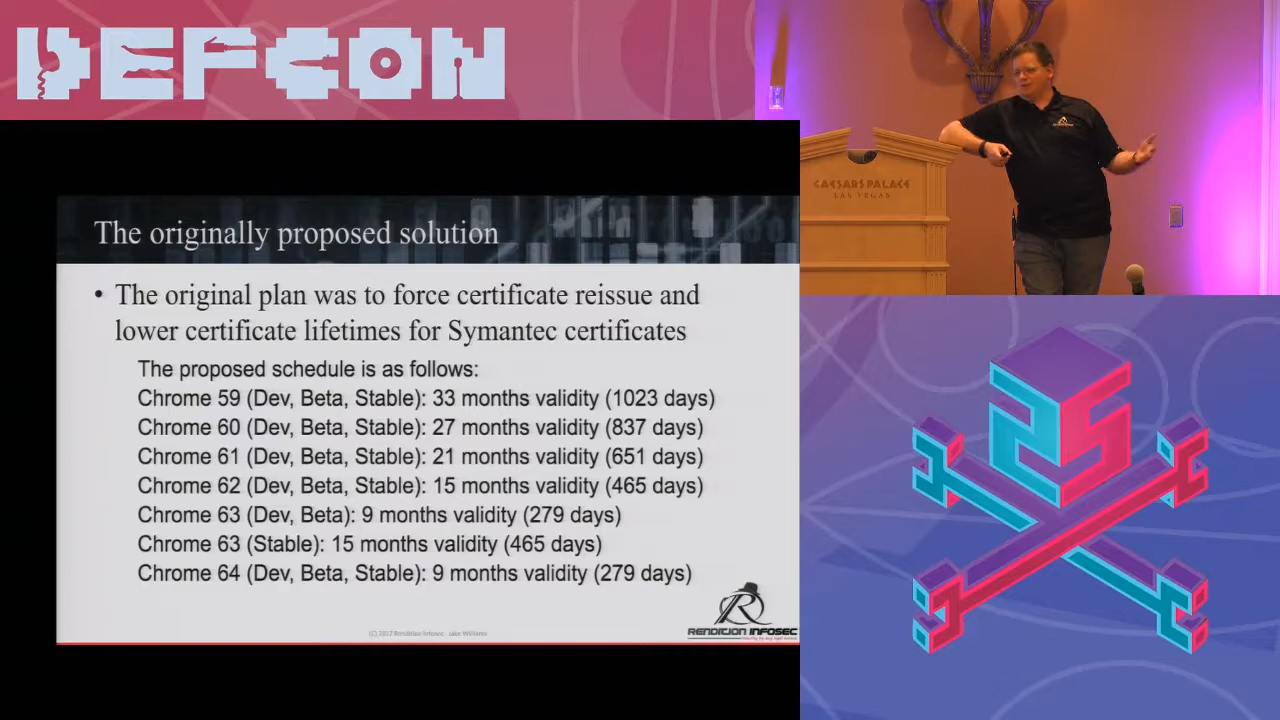 DEFCON
CAESARS PALACE
LAS VEGAS
The originally proposed solution
• The original plan was to force certificate reissue and
lower certificate lifetimes for Symantec certificates
The proposed schedule is as follows:
Chrome 59 (Dev, Beta, Stable): 33 months validity (1023 days)
Chrome 60 (Dev, Beta, Stable): 27 months validity (837 days)
Chrome 61 (Dev, Beta, Stable): 21 months validity (651 days)
Chrome 62 (Dev, Beta, Stable): 15 months validity (465 days)
Chrome 63 (Dev, Beta): 9 months validity (279 days)
Chrome 63 (Stable): 15 months validity (465 days)
Chrome 64 (Dev, Beta, Stable): 9 months validity (279 days)
(C) 2017 Rendition Infosec - Jake Williams
RENDITION INFOSEC